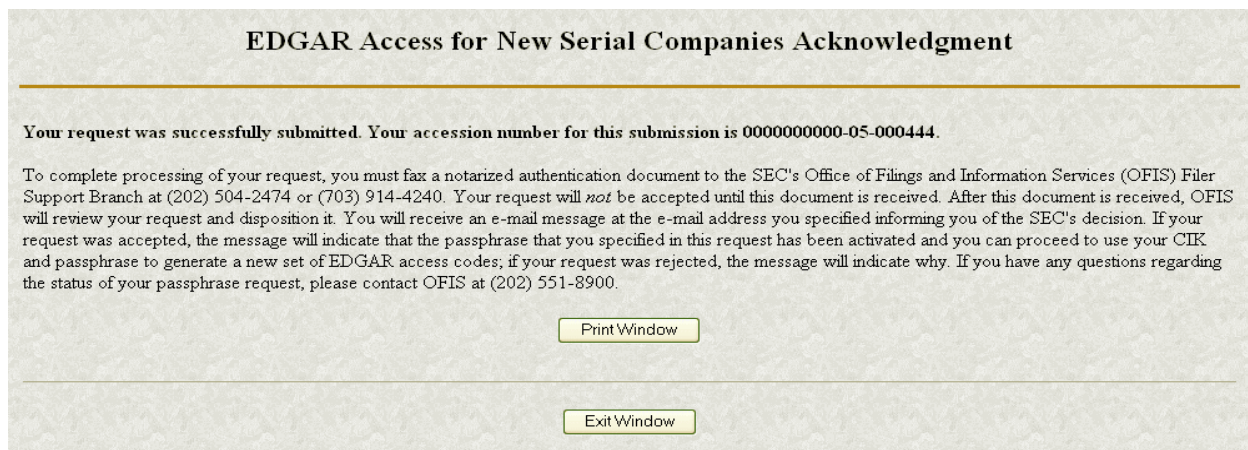 EDGAR Access for New Serial Companies Acknowledgment
Your request was successfully submitted. Your accession number for this submission is 0000000000-05-000444.
To complete processing of your request, you must fax a notarized authentication document to the SEC's Office of Filings and Information Services (OFIS) Filer
Support Branch at (202) 504-2474 or (703) 914-4240. Your request will not be accepted until this document is received. After this document is received, OFIS
will review your request and disposition it. You will receive an e-mail message at the e-mail address you specified informing you of the SEC's decision. If your
request was accepted, the message will indicate that the passphrase that you specified in this request has been activated and you can proceed to use your CIK
and passphrase to generate a new set of EDGAR access codes; if your request was rejected, the message will indicate why. If you have any questions regarding
the status of your passphrase request, please contact OFIS at (202) 551-8900.
Print Window
Exit Window